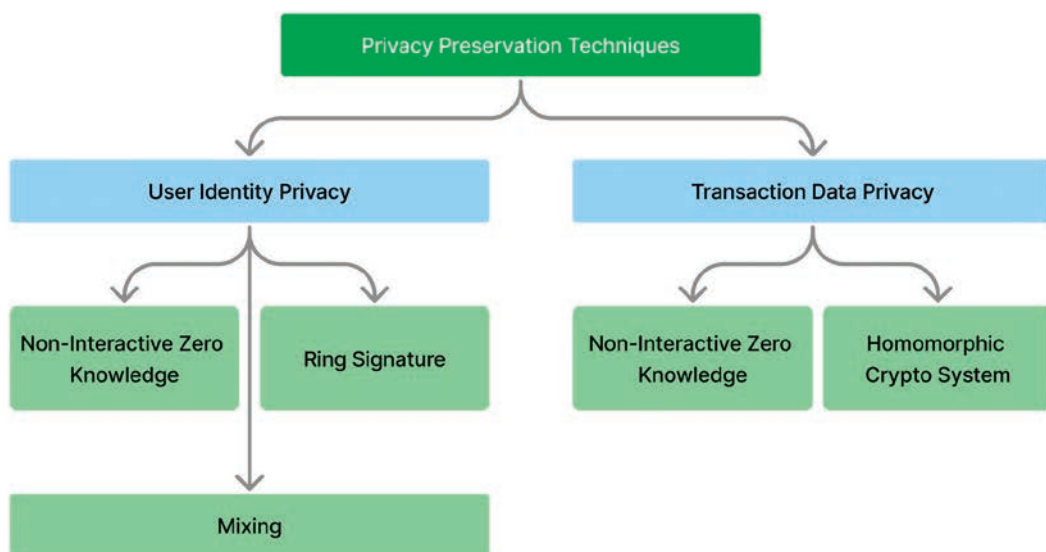 Privacy Preservation Techniques
User Identity Privacy
Transaction Data Privacy
Non-Interactive Zero
Knowledge
Ring Signature
Non-Interactive Zero
Knowledge
Homomorphic
Crypto System
Mixing